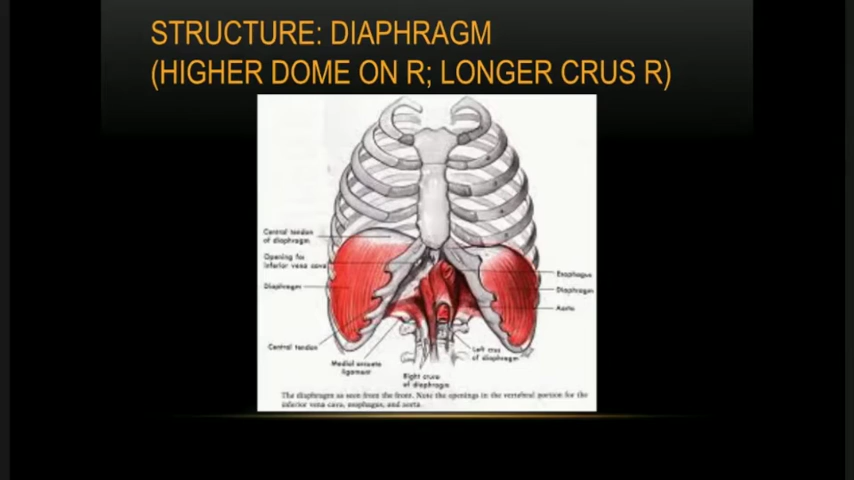 STRUCTURE: DIAPHRAGM
(HIGHER DOME ON R; LONGER CRUS R)
Central tendon
of diaphragm
Opening for
inferior vena cava
Diaphragm
Central tendon
Medial arcuate
ligament
Right crura
of diaphragm
Left crus
of diaphragm
Esophagus
Diaphragm
Aorta
The diaphragm as seen from the front. Note the openings in the vertebral portion for the
inferior vena cava, esophagus, and aorta.